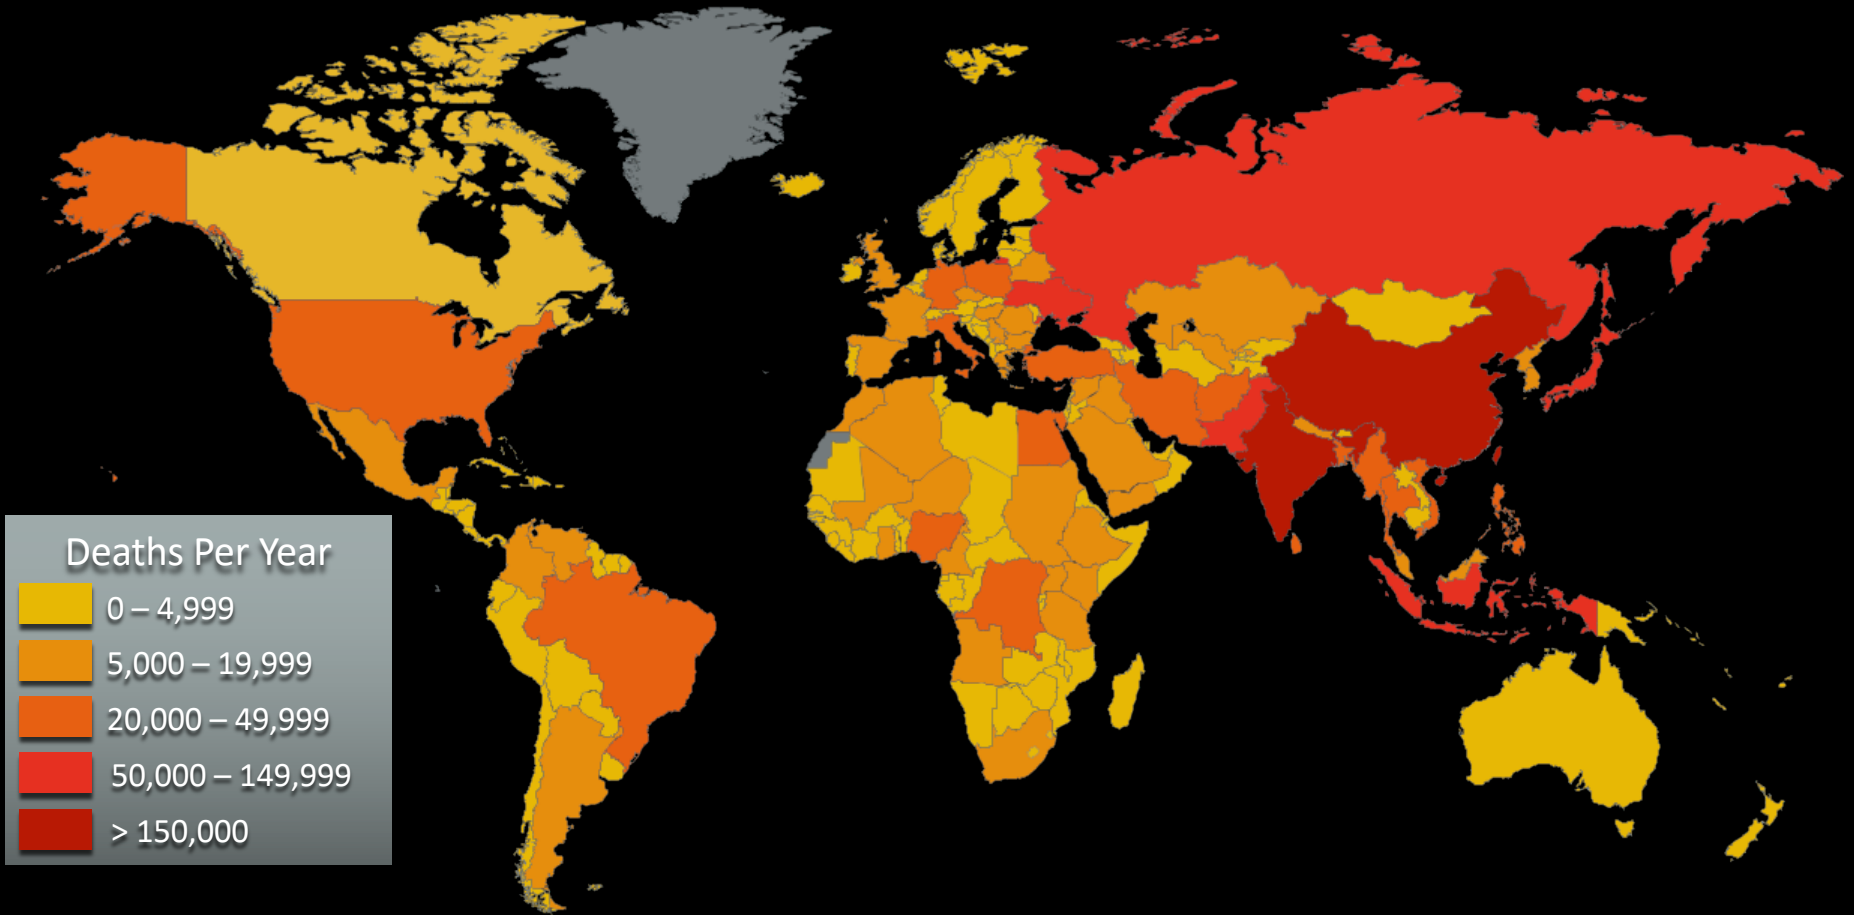 Deaths Per Year
0 – 4,999
5,000 – 19,999
20,000 – 49,999
50,000 – 149,999
> 150,000